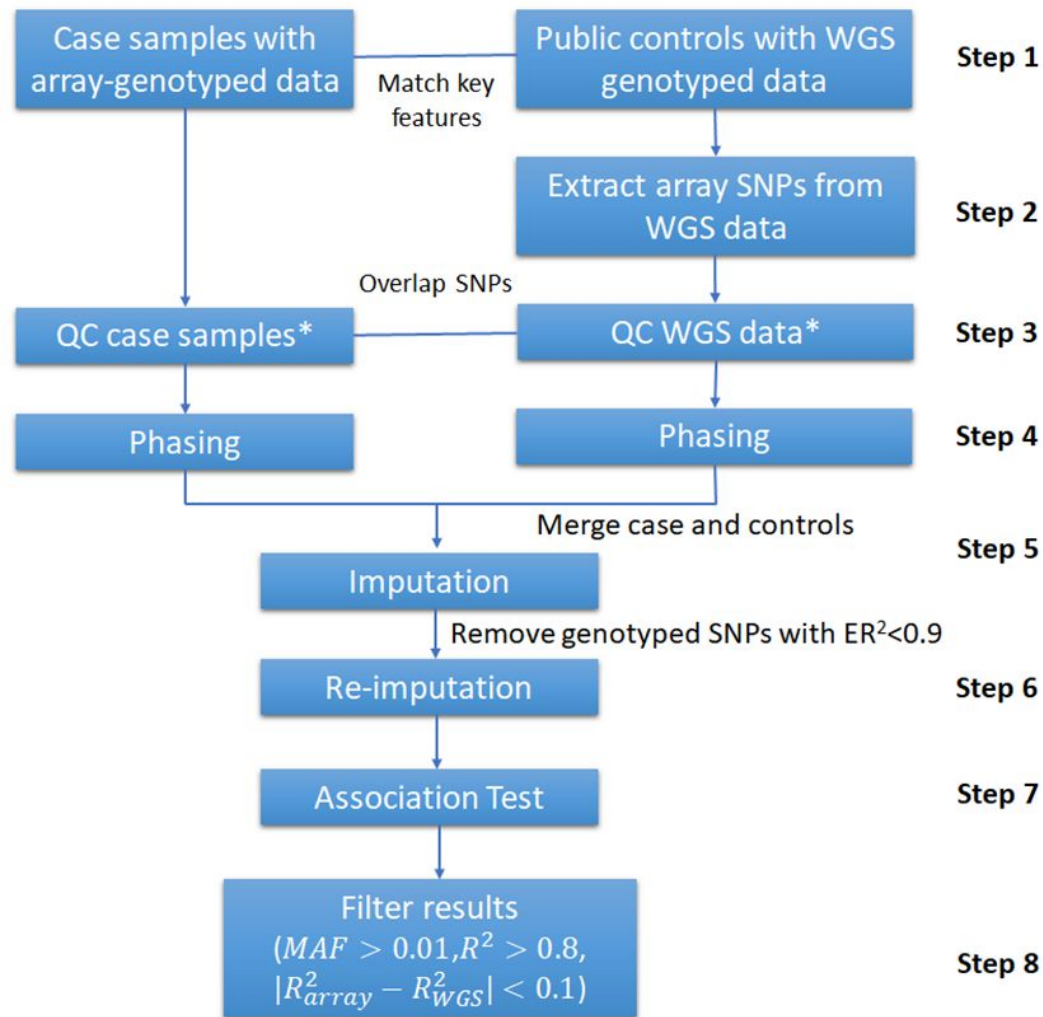 Case samples with
array-genotyped data
Match key
features
Public controls with WGS
genotyped data
Step 1
Extract array SNPs from
WGS data
Step 2
Overlap SNPs
QC case samples*
QC WGS data*
Step 3
Phasing
Phasing
Step 4
Merge case and controls
Step 5
Imputation
Remove genotyped SNPs with ER²<0.9
Re-imputation
Step 6
Association Test
Step 7
Filter results
(MAF > 0.01, R² > 0.8,
|R²array − R²WGS| < 0.1)
Step 8